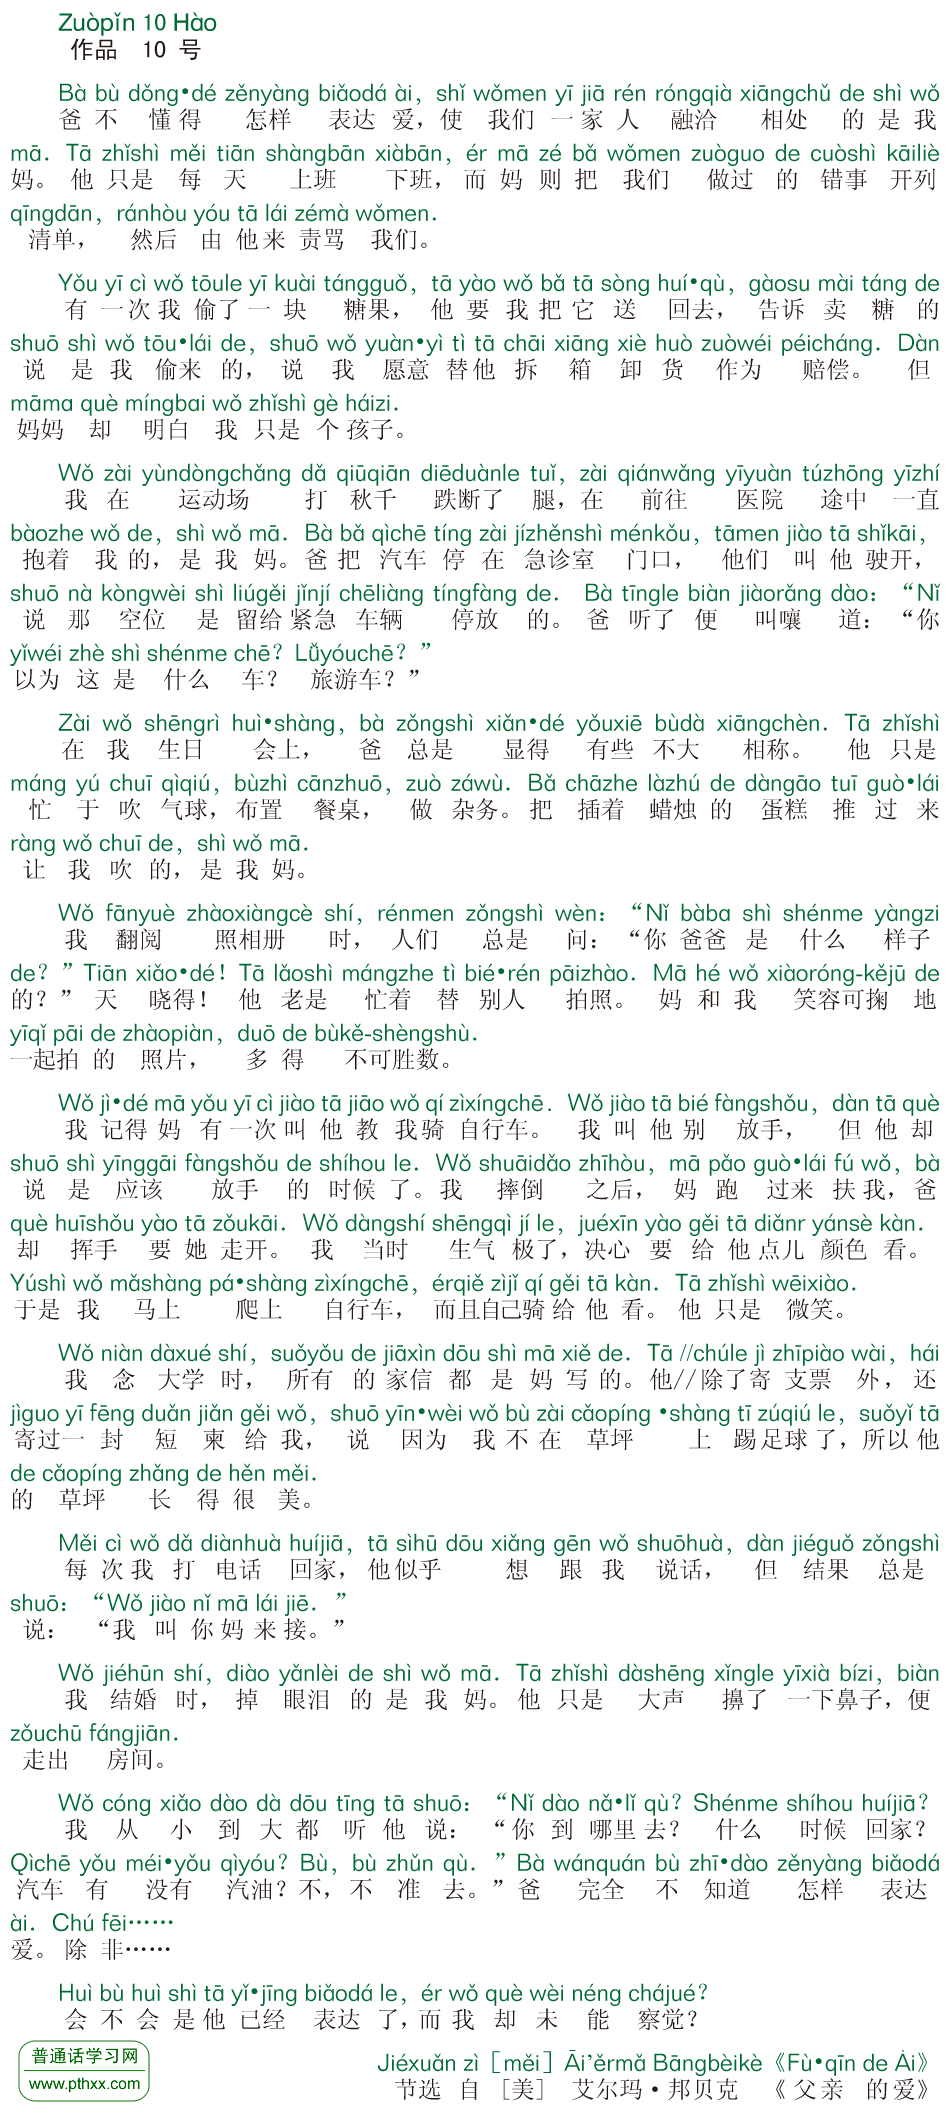 Zuòpǐn 10 Hào
作品 10 号
Bà bù dǒng•dé zěnyàng biǎodá ài，shǐ wǒmen yī jiā rén róngqià xiāngchǔ de shì wǒ
爸 不 懂得 怎样 表达 爱，使 我们 一 家 人 融洽 相处 的 是 我
mā．Tā zhǐshì měi tiān shàngbān xiàbān，ér mā zé bǎ wǒmen zuòguo de cuòshì kāiliè
妈。 他 只是 每 天 上班 下班，而 妈 则 把 我们 做过 的 错事 开列
qīngdān，ránhòu yóu tā lái zémà wǒmen．
清单， 然后 由 他来 责骂 我们。
Yǒu yī cì wǒ tōule yī kuài tángguǒ，tā yào wǒ bǎ tā sòng huí•qù，gàosu mài táng de
有 一次 我 偷了 一 块 糖果， 他 要 我 把 它 送 回去， 告诉 卖 糖 的
shuō shì wǒ tōu•lái de，shuō wǒ yuàn•yì tì tā chāi xiāng xiè huò zuòwéi péicháng．Dàn
说 是 我 偷来 的，说 我 愿意 替他 拆 箱 卸 货 作为 赔偿。 但
māma què míngbai wǒ zhǐshì gè háizi．
妈妈 却 明白 我 只是 个 孩子。
Wǒ zài yùndòngchǎng dǎ qiūqiān diēduànle tuǐ，zài qiánwǎng yīyuàn túzhōng yīzhí
我 在 运动场 打 秋千 跌断了 腿，在 前往 医院 途中 一直
bàozhe wǒ de，shì wǒ mā．Bà bǎ qìchē tíng zài jízhěnshì ménkǒu，tāmen jiào tā shǐkāi，
抱着 我 的，是 我 妈。爸 把 汽车 停 在 急诊室 门口， 他们 叫 他 驶开，
shuō nà kòngwèi shì liúgěi jǐnjí chēliàng tíngfàng de． Bà tīngle biàn jiàorǎng dào：“Nǐ
说 那 空位 是 留给 紧急 车辆 停放 的。爸 听了 便 叫嚷 道：“你
yǐwéi zhè shì shénme chē？Lǚyóuchē？”
以为 这 是 什么 车？ 旅游车？”
Zài wǒ shēngrì huì•shàng，bà zǒngshì xiǎn•dé yǒuxiē bùdà xiāngchèn．Tā zhǐshì
在 我 生日 会上， 爸 总是 显得 有些 不大 相称。 他 只是
máng yú chuī qìqiú，bùzhì cānzhuō，zuò záwù．Bǎ chāzhe làzhú de dàngāo tuī guò•lái
忙 于 吹 气球，布置 餐桌， 做 杂务。把 插着 蜡烛 的 蛋糕 推 过 来
ràng wǒ chuī de，shì wǒ mā．
让 我 吹 的，是 我 妈。
Wǒ fānyuè zhàoxiàngcè shí，rénmen zǒngshì wèn：“Nǐ bàba shì shénme yàngzi
我 翻阅 照相册 时，人们 总是 问：“你 爸爸 是 什么 样子
de？”Tiān xiǎo•dé！Tā lǎoshì mángzhe tì bié•rén pāizhào．Mā hé wǒ xiàoróng-kějū de
的？” 天 晓得！ 他 老是 忙着 替 别人 拍照。 妈 和 我 笑容可掬 地
yīqǐ pāi de zhàopiàn，duō de bùkě-shèngshù．
一起拍 的 照片， 多 得 不可胜数。
Wǒ jì•dé mā yǒu yī cì jiào tā jiāo wǒ qí zìxíngchē．Wǒ jiào tā bié fàngshǒu，dàn tā què
我 记得 妈 有 一次 叫 他 教 我骑 自行车。 我 叫 他 别 放手， 但 他 却
shuō shì yīnggāi fàngshǒu de shíhou le．Wǒ shuāidǎo zhīhòu，mā pǎo guò•lái fú wǒ，bà
说 是 应该 放手 的 时候 了。我 摔倒 之后， 妈 跑 过来 扶 我，爸
què huīshǒu yào tā zǒukāi．Wǒ dàngshí shēngqì jí le，juéxīn yào gěi tā diǎnr yánsè kàn．
却 挥手 要 她 走开。 我 当时 生气 极了，决心 要 给 他 点儿 颜色 看。
Yúshì wǒ mǎshàng pá•shàng zìxíngchē，érqiě zìjǐ qí gěi tā kàn．Tā zhǐshì wēixiào．
于是 我 马上 爬上 自行车， 而且自己骑 给 他 看。他 只是 微笑。
Wǒ niàn dàxué shí，suǒyǒu de jiāxìn dōu shì mā xiě de．Tā //chúle jì zhīpiào wài，hái
我 念 大学 时， 所有 的 家信 都 是 妈 写 的。他//除了寄 支票 外，还
jìguo yī fēng duǎn jiǎn gěi wǒ，shuō yīn•wèi wǒ bù zài cǎopíng •shàng tī zúqiú le，suǒyǐ tā
寄过一 封 短 柬 给 我， 说 因为 我 不 在 草坪 上 踢 足球 了，所以 他
de cǎopíng zhǎng de hěn měi．
的 草坪 长 得 很 美。
Měi cì wǒ dǎ diànhuà huíjiā，tā sìhū dōu xiǎng gēn wǒ shuōhuà，dàn jiéguǒ zǒngshì
每 次 我 打 电话 回家，他 似乎 想 跟 我 说话， 但 结果 总是
shuō：“Wǒ jiào nǐ mā lái jiē．”
说： “我 叫 你 妈 来 接。”
Wǒ jiéhūn shí，diào yǎnlèi de shì wǒ mā．Tā zhǐshì dàshēng xǐngle yīxià bízi，biàn
我 结婚 时，掉 眼泪 的 是 我 妈。他 只是 大声 擤了 一下 鼻子，便
zǒuchū fángjiān．
走出 房间。
Wǒ cóng xiǎo dào dà dōu tīng tā shuō：“Nǐ dào nǎ•lǐ qù？Shénme shíhou huíjiā？
我 从 小 到 大 都 听 他 说： “你 到 哪里 去？ 什么 时候 回家？
Qìchē yǒu méi•yǒu qìyóu？Bù，bù zhǔn qù．”Bà wánquán bù zhī•dào zěnyàng biǎodá
汽车 有 没有 汽油？不，不 准 去。”爸 完全 不 知道 怎样 表达
ài．Chú fēi……
爱。除 非……
Huì bù huì shì tā yǐ•jīng biǎodá le，ér wǒ què wèi néng chájué？
会 不 会 是 他 已经 表达 了，而 我 却 未 能 察觉？
Jiéxuǎn zì［měi］Āi’ěrmǎ Bāngbèikè《Fù•qīn de Ài》
节选 自 ［美］ 艾尔玛 · 邦贝克 《父亲 的爱》
普通话学习网
www.pthxx.com